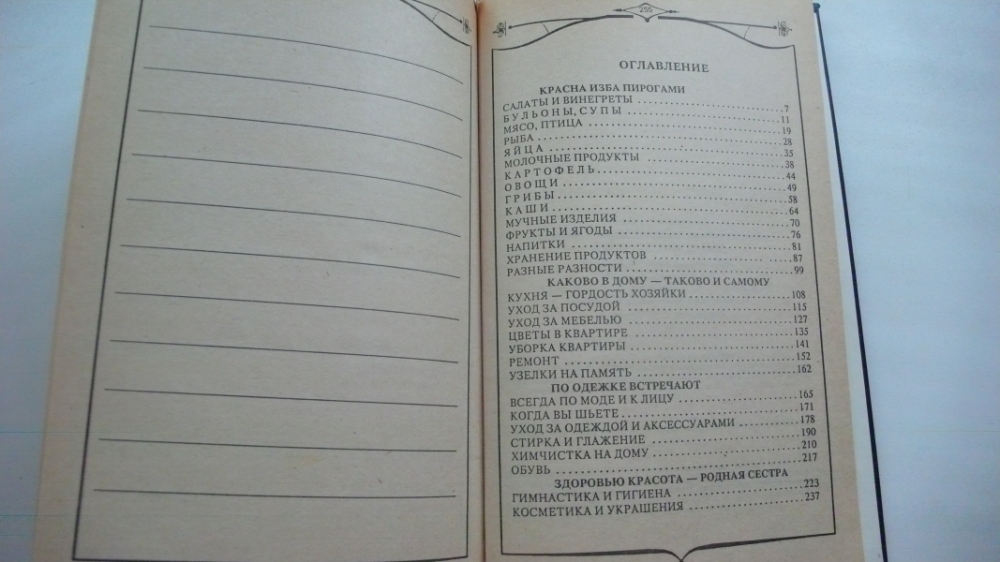 255
ОГЛАВЛЕНИЕ
КРАСНА ИЗБА ПИРОГАМИ
САЛАТЫ И ВИНЕГРЕТЫ 7
БУЛЬОНЫ, СУПЫ 11
МЯСО, ПТИЦА 19
РЫБА 28
ЯЙЦА 35
МОЛОЧНЫЕ ПРОДУКТЫ 38
КАРТОФЕЛЬ 44
ОВОЩИ 49
ГРИБЫ 58
КАШИ 64
МУЧНЫЕ ИЗДЕЛИЯ 70
ФРУКТЫ И ЯГОДЫ 76
НАПИТКИ 81
ХРАНЕНИЕ ПРОДУКТОВ 87
РАЗНЫЕ РАЗНОСТИ 99
КАКОВО В ДОМУ — ТАКОВО И САМОМУ
КУХНЯ — ГОРДОСТЬ ХОЗЯЙКИ 108
УХОД ЗА ПОСУДОЙ 115
УХОД ЗА МЕБЕЛЬЮ 127
ЦВЕТЫ В КВАРТИРЕ 135
УБОРКА КВАРТИРЫ 141
РЕМОНТ 152
УЗЕЛКИ НА ПАМЯТЬ 162
ПО ОДЕЖКЕ ВСТРЕЧАЮТ
ВСЕГДА ПО МОДЕ И К ЛИЦУ 165
КОГДА ВЫ ШЬЕТЕ 171
УХОД ЗА ОДЕЖДОЙ И АКСЕССУАРАМИ 178
СТИРКА И ГЛАЖЕНИЕ 190
ХИМЧИСТКА НА ДОМУ 210
ОБУВЬ 217
ЗДОРОВЬЮ КРАСОТА — РОДНАЯ СЕСТРА
ГИМНАСТИКА И ГИГИЕНА 223
КОСМЕТИКА И УКРАШЕНИЯ 237